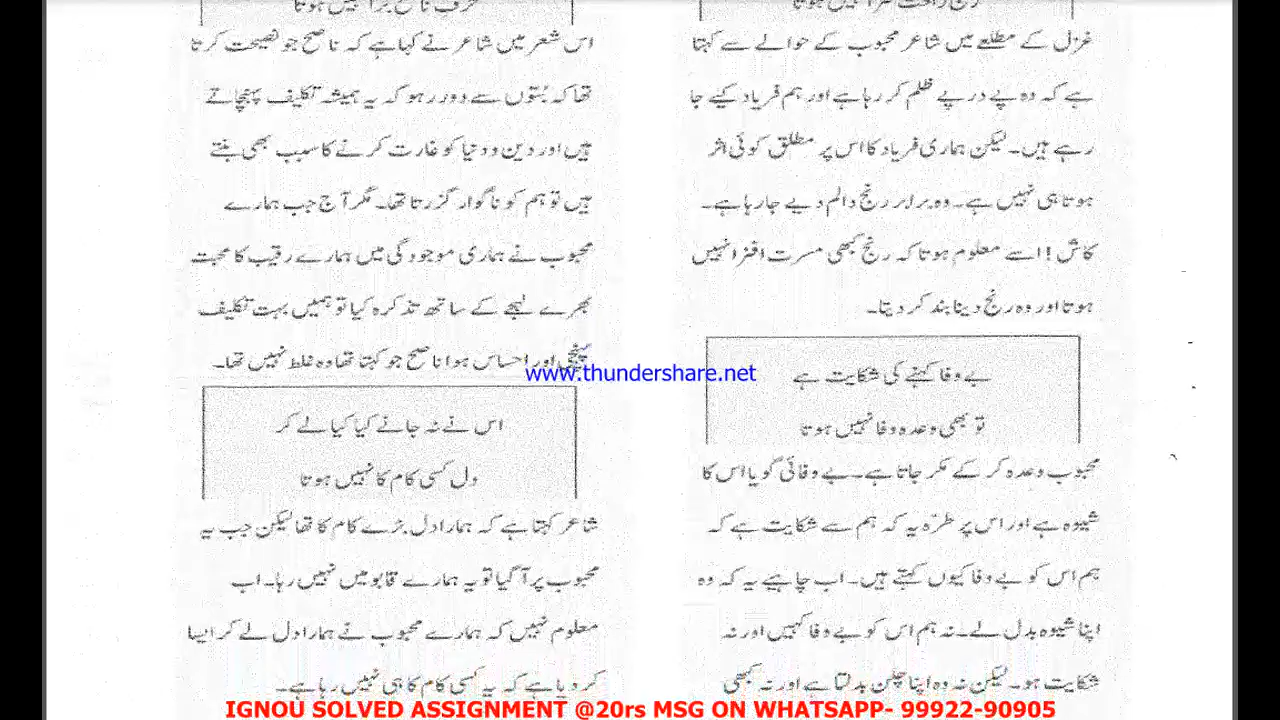 رنج راحت فزا نہیں ہوتا
غزل کے مطلعے میں شاعر محبوب کے حوالے سے کہتا
ہے کہ وہ پے در پے ظلم کر رہا ہے اور ہم فریاد کیے جا
رہے ہیں۔ لیکن ہماری فریاد کا اس پر مطلق کوئی اثر
ہوتا ہی نہیں ہے۔ وہ برابر رنج والم دیے جا رہا ہے۔
کاش! اسے معلوم ہوتا کہ رنج کبھی مسرت افزا نہیں
ہوتا اور وہ رنج دینا بند کر دیتا۔
بے وفا کہنے کی شکایت ہے
تو بھی وعدہ وفا نہیں ہوتا
محبوب وعدہ کر کے مکر جاتا ہے۔ بے وفائی گویا اس کا
شیوہ ہے اور اس پر طرّہ یہ کہ ہم سے شکایت ہے کہ
ہم اس کو بے وفا کیوں کہتے ہیں۔ اب چاہیے یہ کہ وہ
اپنا شیوہ بدل لے۔ نہ ہم اس کو بے وفا کہیں اور نہ
شکایت ہو۔ لیکن نہ وہ اپنا چلن بدلتا ہے اور نہ کبھی
حرف ناصح برا نہیں ہوتا
اس شعر میں شاعر نے کہا ہے کہ ناصح جو نصیحت کرتا
تھا کہ بُتوں سے دور رہو کہ یہ ہمیشہ تکلیف پہنچاتے
ہیں اور دین و دنیا کو غارت کرنے کا سبب بھی بنتے
ہیں تو ہم کو ناگوار گزرتا تھا۔ مگر آج جب ہمارے
محبوب نے ہماری موجودگی میں ہمارے رقیب کا محبت
بھرے لہجے کے ساتھ تذکرہ کیا تو ہمیں بہت تکلیف
پہنچی اور احساس ہوا ناصح جو کہتا تھا وہ غلط نہیں تھا۔
اس نے نہ جانے کیا کیا لے کر
دل کسی کام کا نہیں ہوتا
شاعر کہتا ہے کہ ہمارا دل بڑے کام کا تھا لیکن جب یہ
محبوب پر آ گیا تو یہ ہمارے قابو میں نہیں رہا۔ اب
معلوم نہیں کہ ہمارے محبوب نے ہمارا دل لے کر ایسا
کر دیا ہے کہ یہ کسی کام کا ہی نہیں رہا ہے۔
www.thundershare.net
IGNOU SOLVED ASSIGNMENT @20rs MSG ON WHATSAPP- 99922-90905